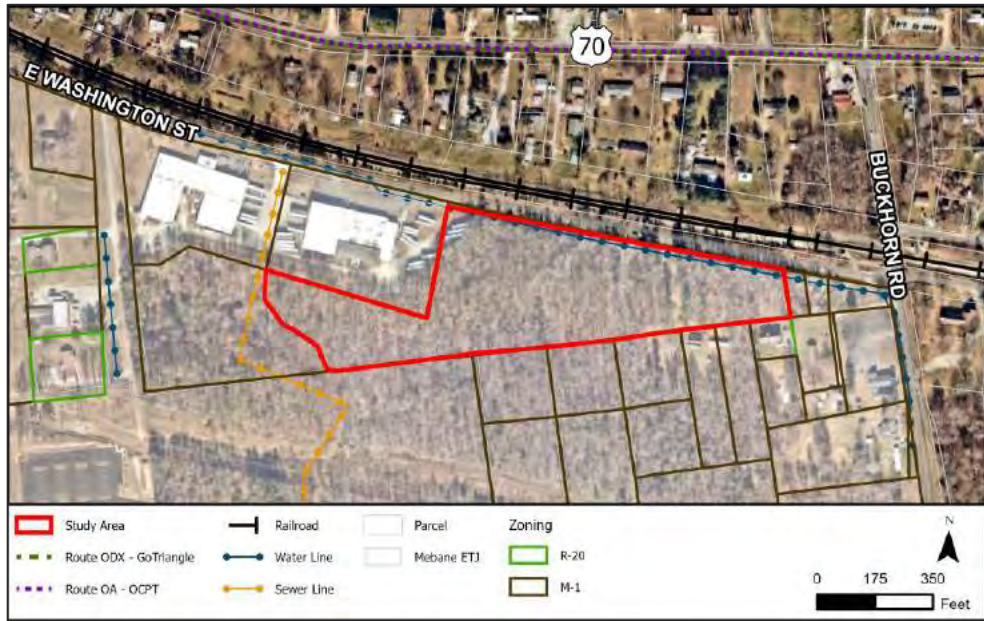 70
E WASHINGTON ST
BUCKHORN RD
Study Area
Railroad
Parcel
Zoning
N
Route ODX - GoTriangle
Water Line
Mebane ETJ
R-20
Route OA - OCPT
Sewer Line
M-1
0 175 350
Feet